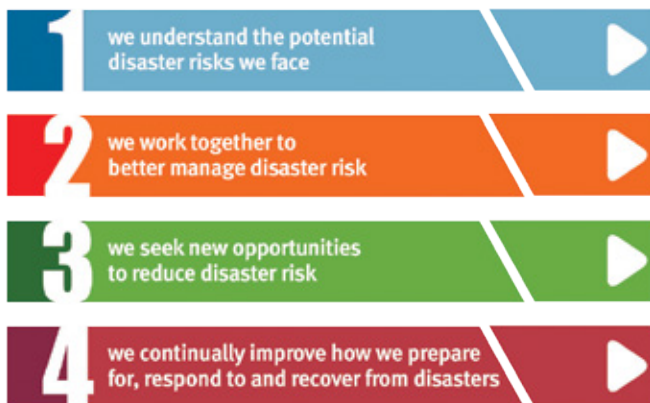 1
we understand the potential
disaster risks we face
2
we work together to
better manage disaster risk
3
we seek new opportunities
to reduce disaster risk
4
we continually improve how we prepare
for, respond to and recover from disasters